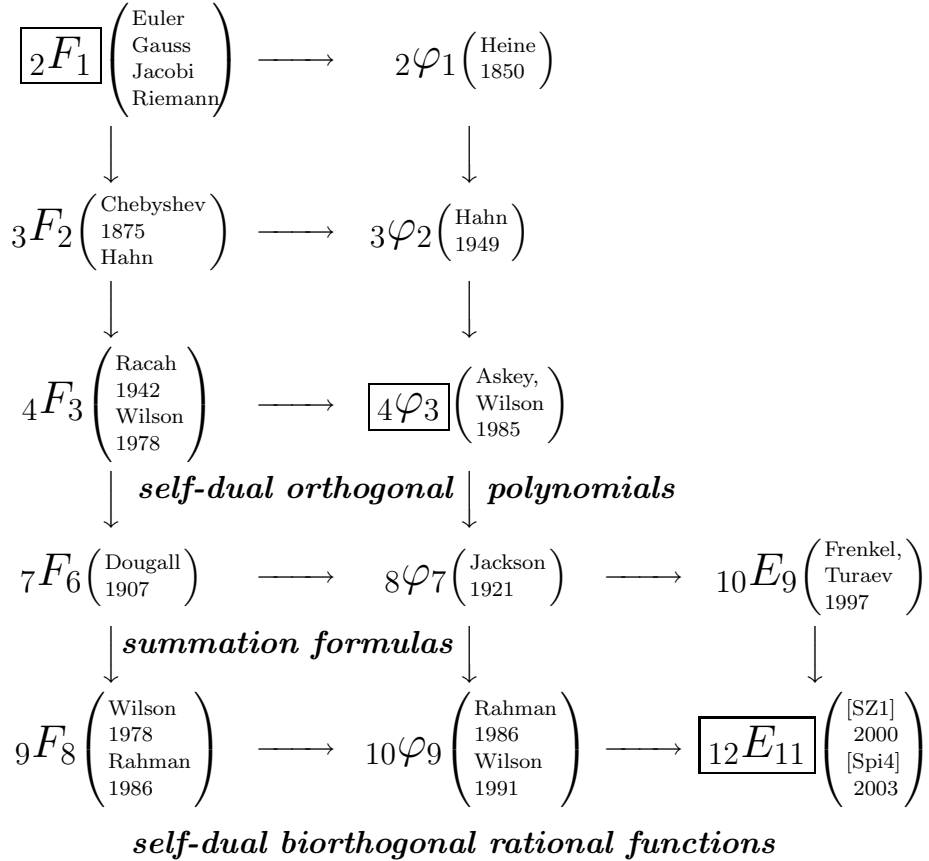 ₂F₁ ( Euler
Gauss
Jacobi
Riemann )
₂φ₁ ( Heine
1850 )
₃F₂ ( Chebyshev
1875
Hahn )
₃φ₂ ( Hahn
1949 )
₄F₃ ( Racah
1942
Wilson
1978 )
₄φ₃ ( Askey,
Wilson
1985 )
self-dual orthogonal polynomials
₇F₆ ( Dougall
1907 )
₈φ₇ ( Jackson
1921 )
₁₀E₉ ( Frenkel,
Turaev
1997 )
summation formulas
₉F₈ ( Wilson
1978
Rahman
1986 )
₁₀φ₉ ( Rahman
1986
Wilson
1991 )
₁₂E₁₁ ( [SZ1]
2000
[Spi4]
2003 )
self-dual biorthogonal rational functions